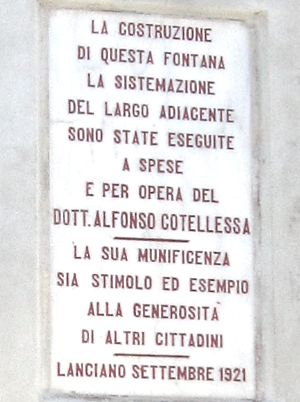 LA COSTRUZIONE
DI QUESTA FONTANA
LA SISTEMAZIONE
DEL LARGO ADIACENTE
SONO STATE ESEGUITE
A SPESE
E PER OPERA DEL
DOTT. ALFONSO COTELLESSA
LA SUA MUNIFICENZA
SIA STIMOLO ED ESEMPIO
ALLA GENEROSITÀ
DI ALTRI CITTADINI
LANCIANO SETTEMBRE 1921